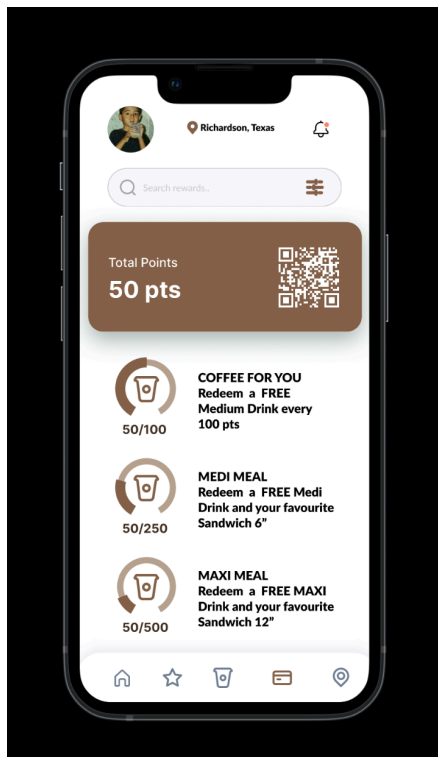 Richardson, Texas
Search rewards..
Total Points
50 pts
COFFEE FOR YOU
Redeem a FREE
Medium Drink every
100 pts
50/100
MEDI MEAL
Redeem a FREE Medi
Drink and your favourite
Sandwich 6”
50/250
MAXI MEAL
Redeem a FREE MAXI
Drink and your favourite
Sandwich 12”
50/500